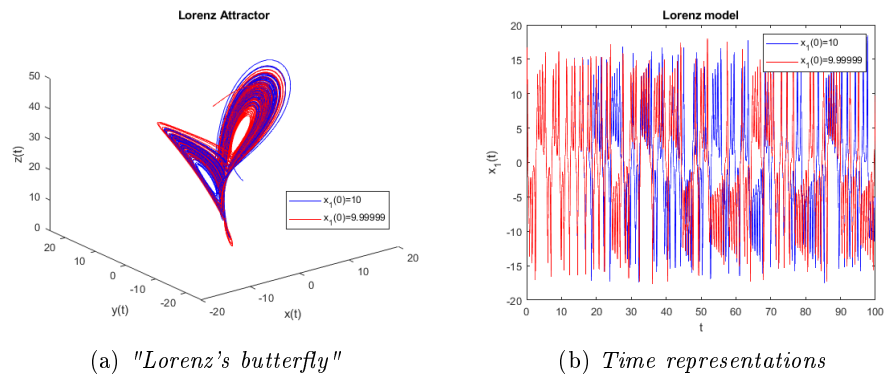 Lorenz Attractor
50
40
30
20
10
0
z(t)
20
10
0
-10
-20
y(t)
-20
-10
0
10
20
x(t)
x1(0)=10
x1(0)=9.99999
(a) "Lorenz's butterfly"
Lorenz model
20
15
10
5
0
-5
-10
-15
-20
x1(t)
0 10 20 30 40 50 60 70 80 90 100
t
x1(0)=10
x1(0)=9.99999
(b) Time representations